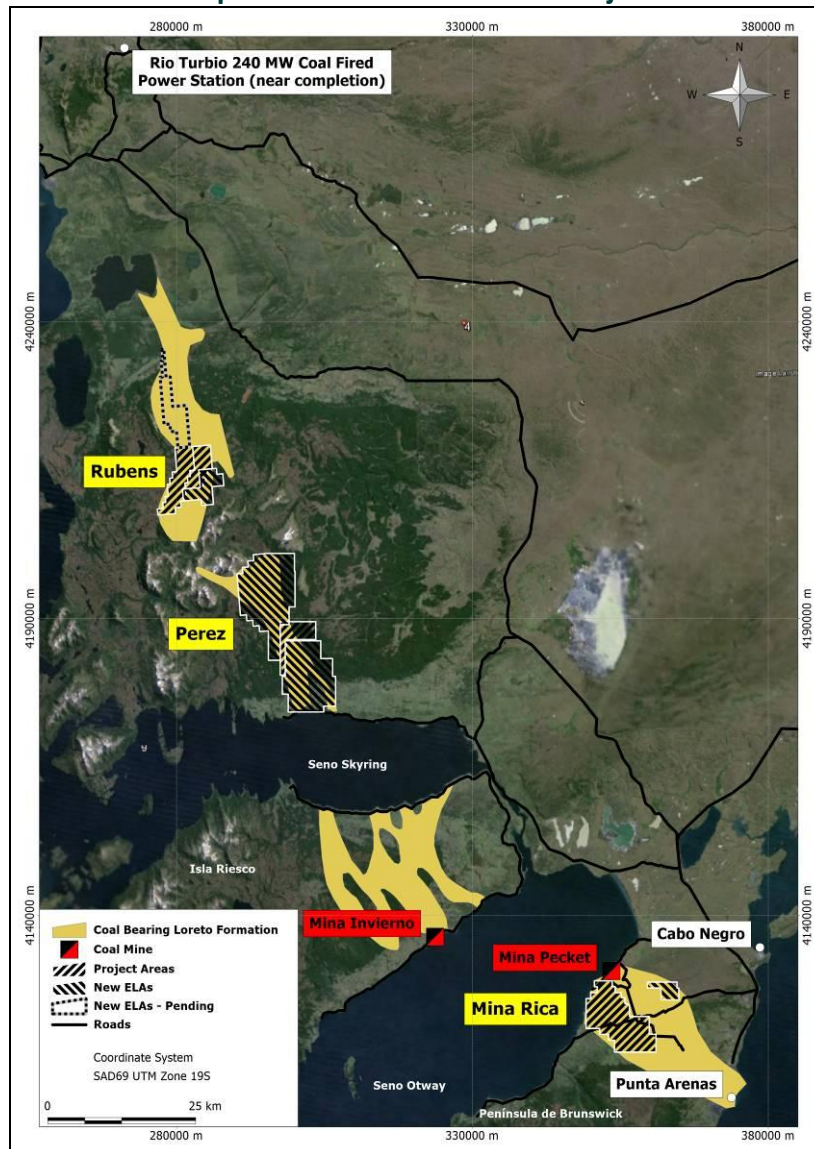 280000 m
330000 m
380000 m
Rio Turbio 240 MW Coal Fired
Power Station (near completion)
N
W
E
S
4240000 m
4240000 m
4
Rubens
4190000 m
4190000 m
Perez
Seno Skyring
Isla Riesco
4140000 m
4140000 m
Mina Invierno
Cabo Negro
Mina Pecket
Mina Rica
Punta Arenas
Seno Otway
Península de Brunswick
Coal Bearing Loreto Formation
Coal Mine
Project Areas
New ELAs
New ELAs - Pending
Roads
Coordinate System
SAD69 UTM Zone 19S
0
25 km
280000 m
330000 m
380000 m